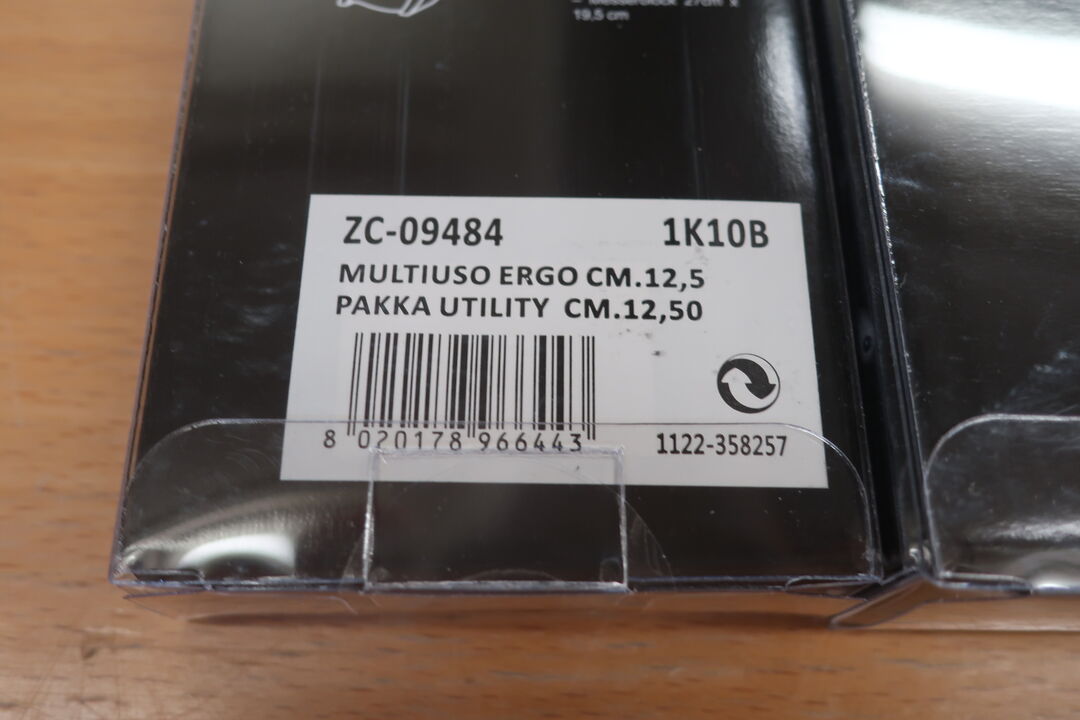 27cm x
19,5 cm
ZC-09484 1K10B
MULTIUSO ERGO CM.12,5
PAKKA UTILITY CM.12,50
8 020178 966443
1122-358257